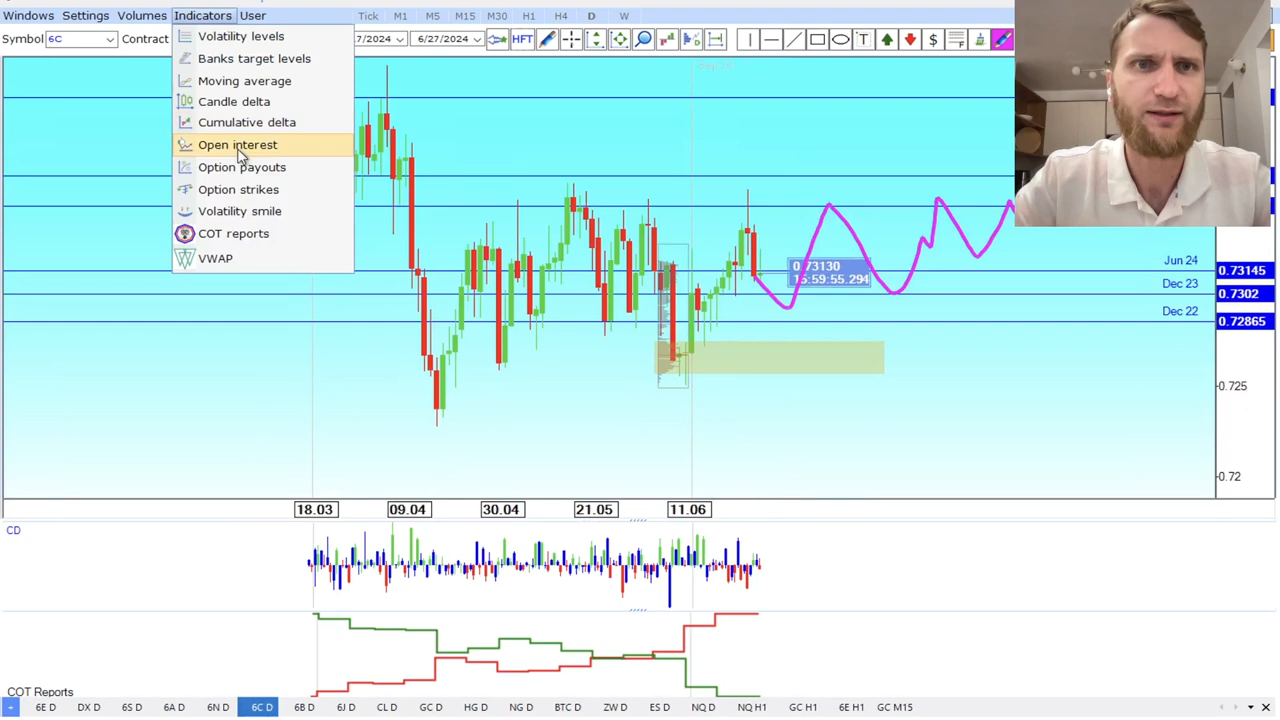 Windows Settings Volumes Indicators User
Tick M1 M5 M15 M30 H1 H4 D W
Symbol 6C Contract 7/2024 6/27/2024 HFT T $
Volatility levels
Banks target levels
Moving average
Candle delta
Cumulative delta
Open interest
Option payouts
Option strikes
Volatility smile
COT reports
VWAP
0.73130
15:59:55.294
Jun 24 0.73145
Dec 23 0.7302
Dec 22 0.72865
0.725
0.72
18.03 09.04 30.04 21.05 11.06
CD
COT Reports
+ 6E D DX D 6S D 6A D 6N D 6C D 6B D 6J D CL D GC D HG D NG D BTC D ZW D ES D NQ D NQ H1 GC H1 6E H1 GC M15